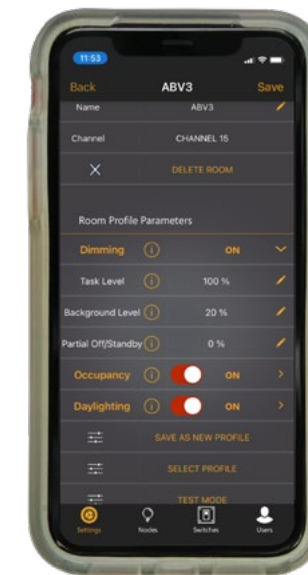 11:53
Back ABV3 Save
Name ABV3
Channel CHANNEL 15
DELETE ROOM
Room Profile Parameters
Dimming ON
Task Level 100 %
Background Level 20 %
Partial Off/Standby 0 %
Occupancy ON
Daylighting ON
SAVE AS NEW PROFILE
SELECT PROFILE
TEST MODE
Settings Nodes Switches Users